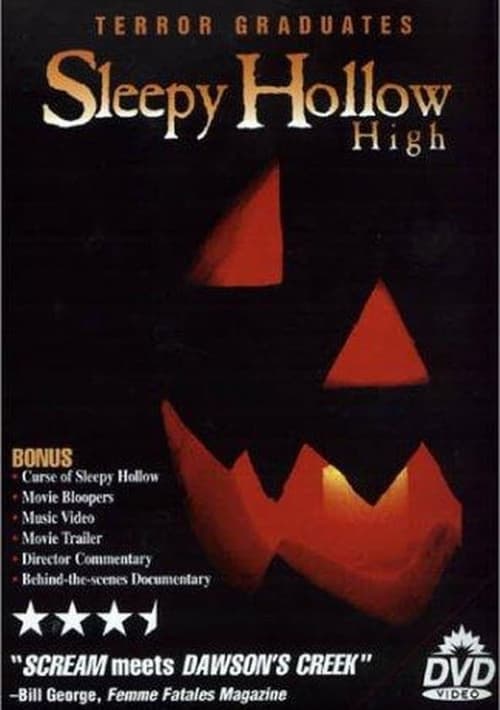 TERROR GRADUATES
Sleepy Hollow
High
BONUS
• Curse of Sleepy Hollow
• Movie Bloopers
• Music Video
• Movie Trailer
• Director Commentary
• Behind-the-scenes Documentary
"SCREAM meets DAWSON'S CREEK"
–Bill George, Femme Fatales Magazine
DVD
VIDEO